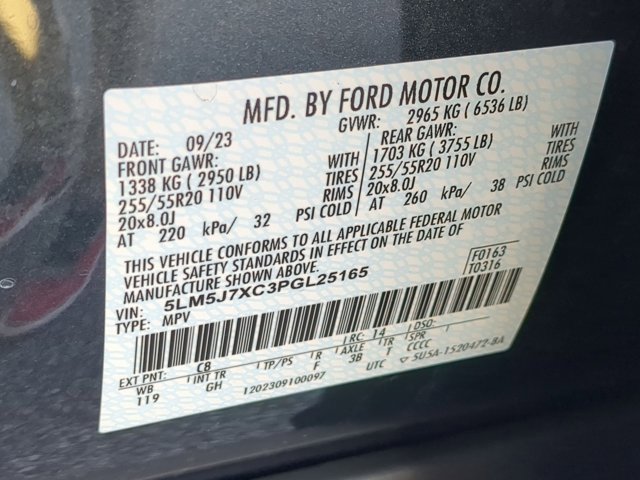 MFD. BY FORD MOTOR CO.
DATE: 09/23 GVWR: 2965 KG ( 6536 LB)
FRONT GAWR: REAR GAWR:
1338 KG ( 2950 LB) WITH 1703 KG ( 3755 LB) WITH
255/55R20 110V TIRES 255/55R20 110V TIRES
20x8.0J RIMS 20x8.0J RIMS
AT 220 kPa/ 32 PSI COLD AT 260 kPa/ 38 PSI COLD
THIS VEHICLE CONFORMS TO ALL APPLICABLE FEDERAL MOTOR
VEHICLE SAFETY STANDARDS IN EFFECT ON THE DATE OF
MANUFACTURE SHOWN ABOVE.
VIN: 5LM5J7XC3PGL25165 F0163
TYPE: MPV T0316
EXT PNT: C8 RC: 14 DSO:
WB INT TR TP/PS R AXLE TR SPR
119 GH F 3B T CCCC
1202309100097 UTC 5U5A-1520472-BA